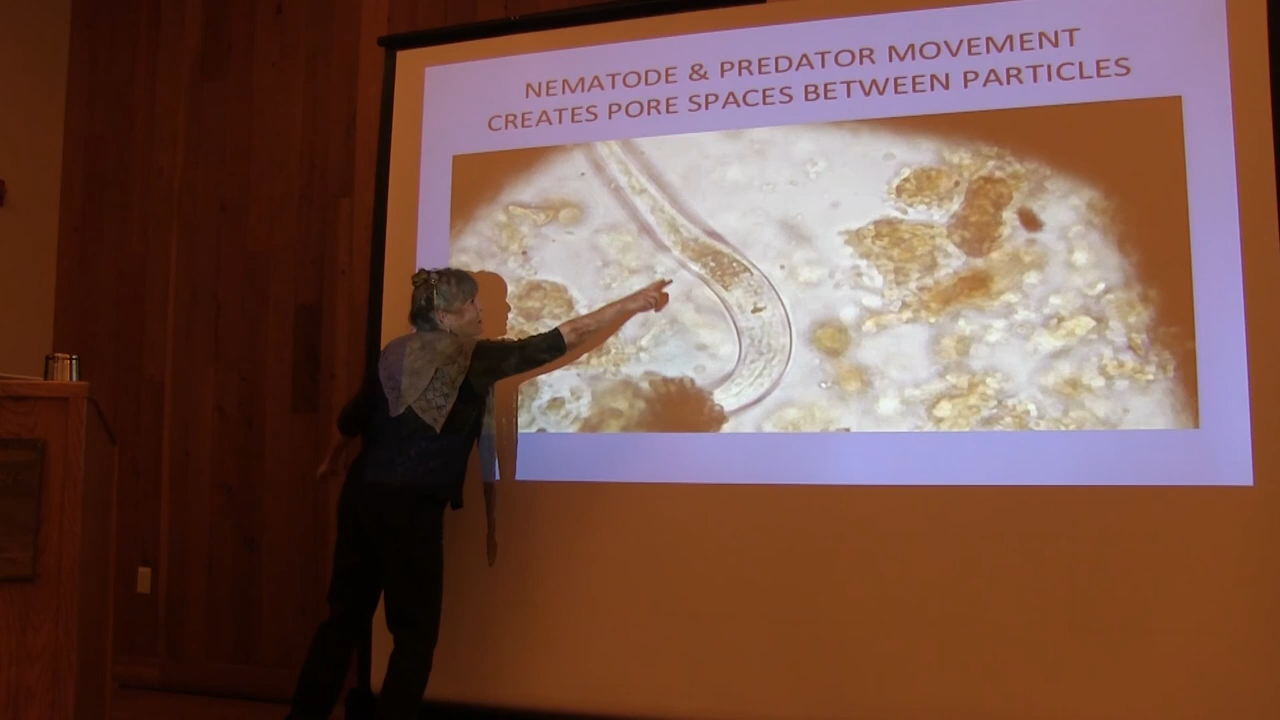 NEMATODE & PREDATOR MOVEMENT
CREATES PORE SPACES BETWEEN PARTICLES